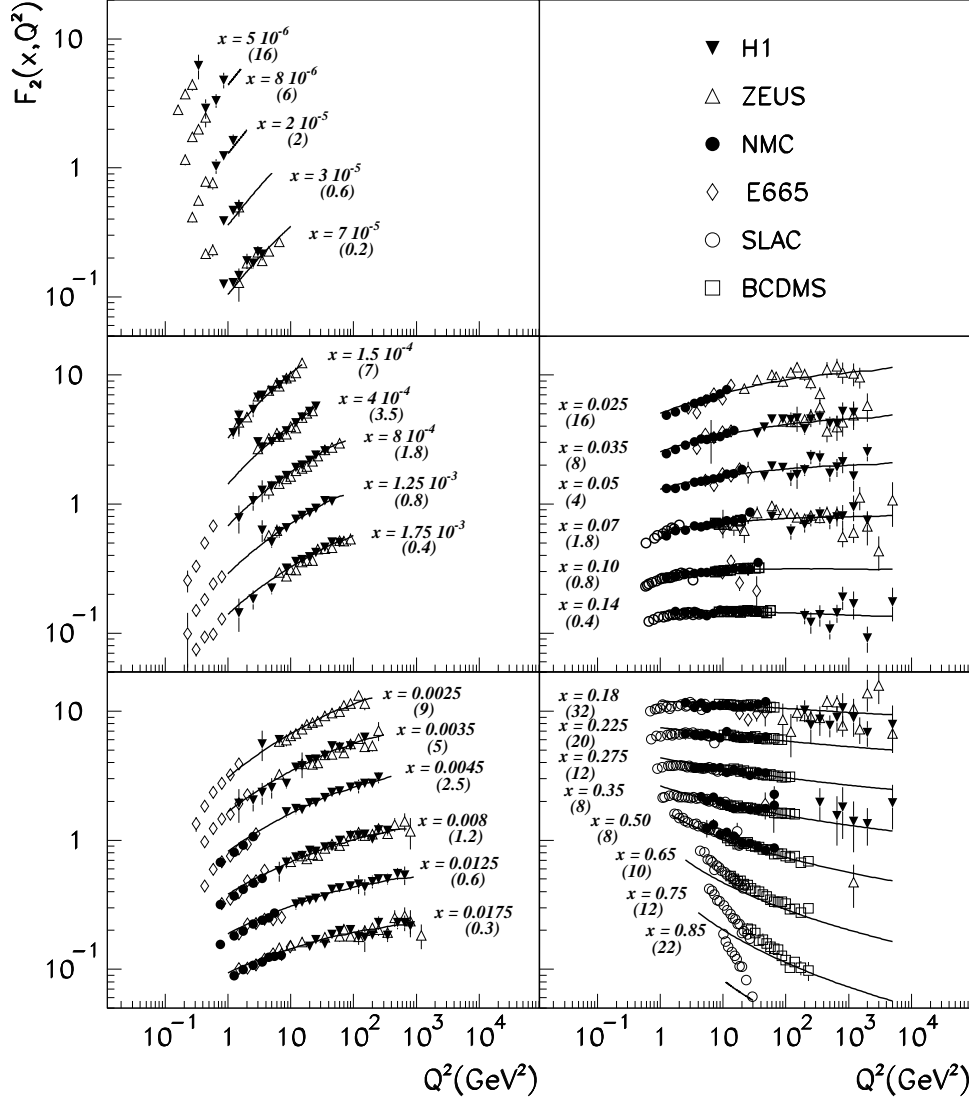 F₂(x,Q²)
10
1
10⁻¹
x = 5 10⁻⁶
(16)
x = 8 10⁻⁶
(6)
x = 2 10⁻⁵
(2)
x = 3 10⁻⁵
(0.6)
x = 7 10⁻⁵
(0.2)
H1
ZEUS
NMC
E665
SLAC
BCDMS
10
1
10⁻¹
x = 1.5 10⁻⁴
(7)
x = 4 10⁻⁴
(3.5)
x = 8 10⁻⁴
(1.8)
x = 1.25 10⁻³
(0.8)
x = 1.75 10⁻³
(0.4)
x = 0.025
(16)
x = 0.035
(8)
x = 0.05
(4)
x = 0.07
(1.8)
x = 0.10
(0.8)
x = 0.14
(0.4)
10
1
10⁻¹
x = 0.0025
(9)
x = 0.0035
(5)
x = 0.0045
(2.5)
x = 0.008
(1.2)
x = 0.0125
(0.6)
x = 0.0175
(0.3)
x = 0.18
(32)
x = 0.225
(20)
x = 0.275
(12)
x = 0.35
(8)
x = 0.50
(8)
x = 0.65
(10)
x = 0.75
(12)
x = 0.85
(22)
10⁻¹ 1 10 10² 10³
10⁻¹ 1 10 10² 10³
Q²(GeV²)
Q²(GeV²)